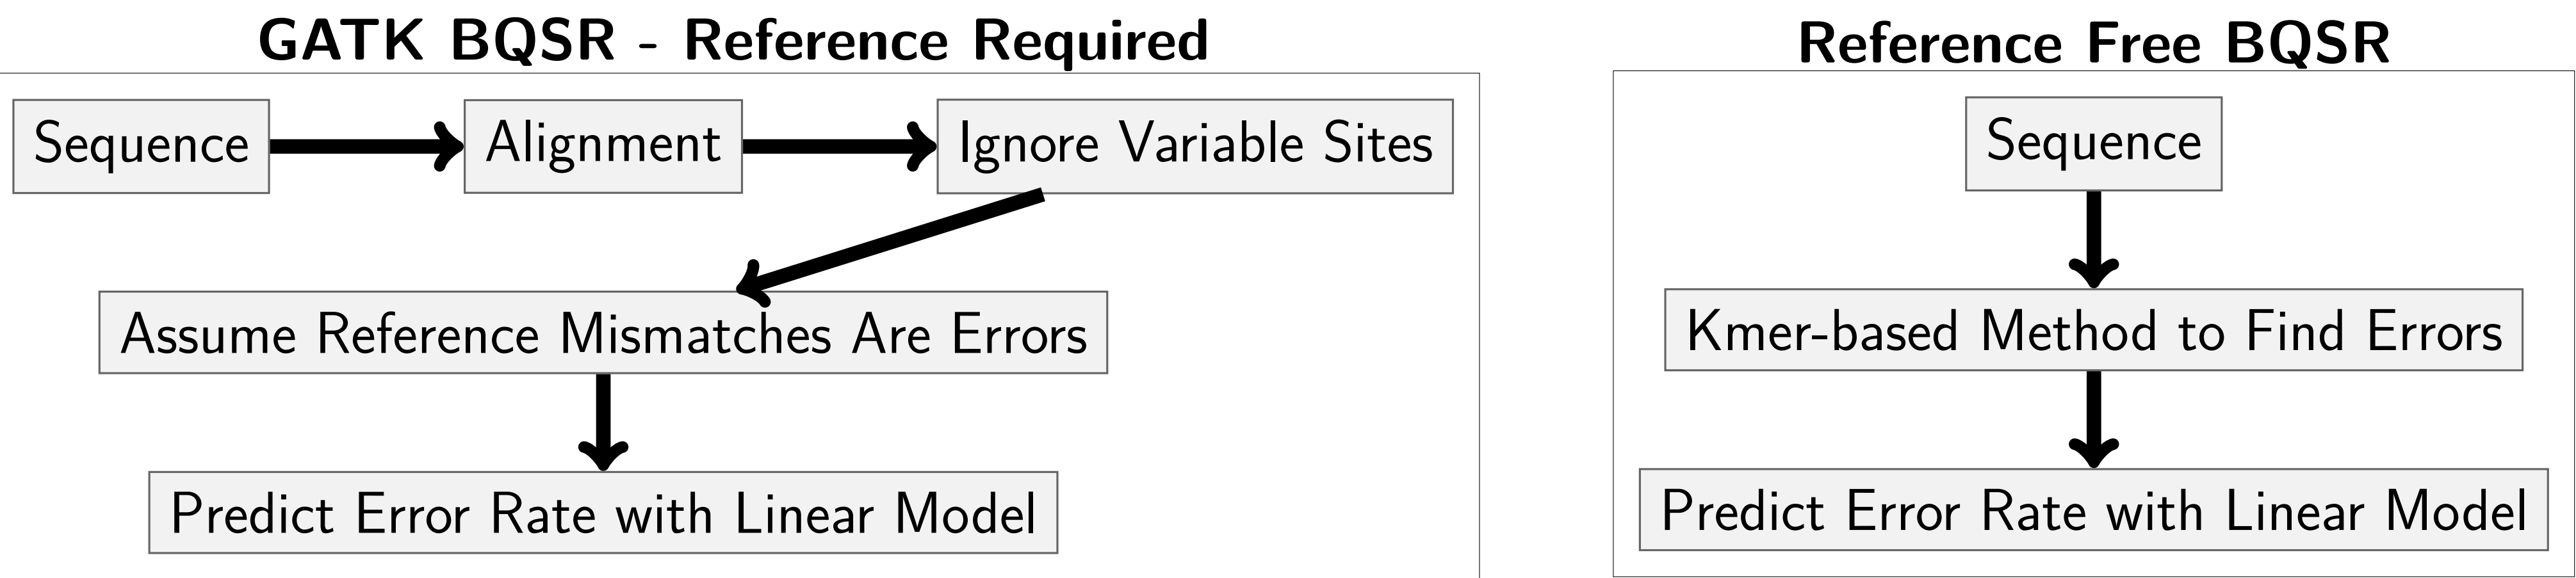 GATK BQSR - Reference Required
Sequence
Alignment
Ignore Variable Sites
Assume Reference Mismatches Are Errors
Predict Error Rate with Linear Model
Reference Free BQSR
Sequence
Kmer-based Method to Find Errors
Predict Error Rate with Linear Model